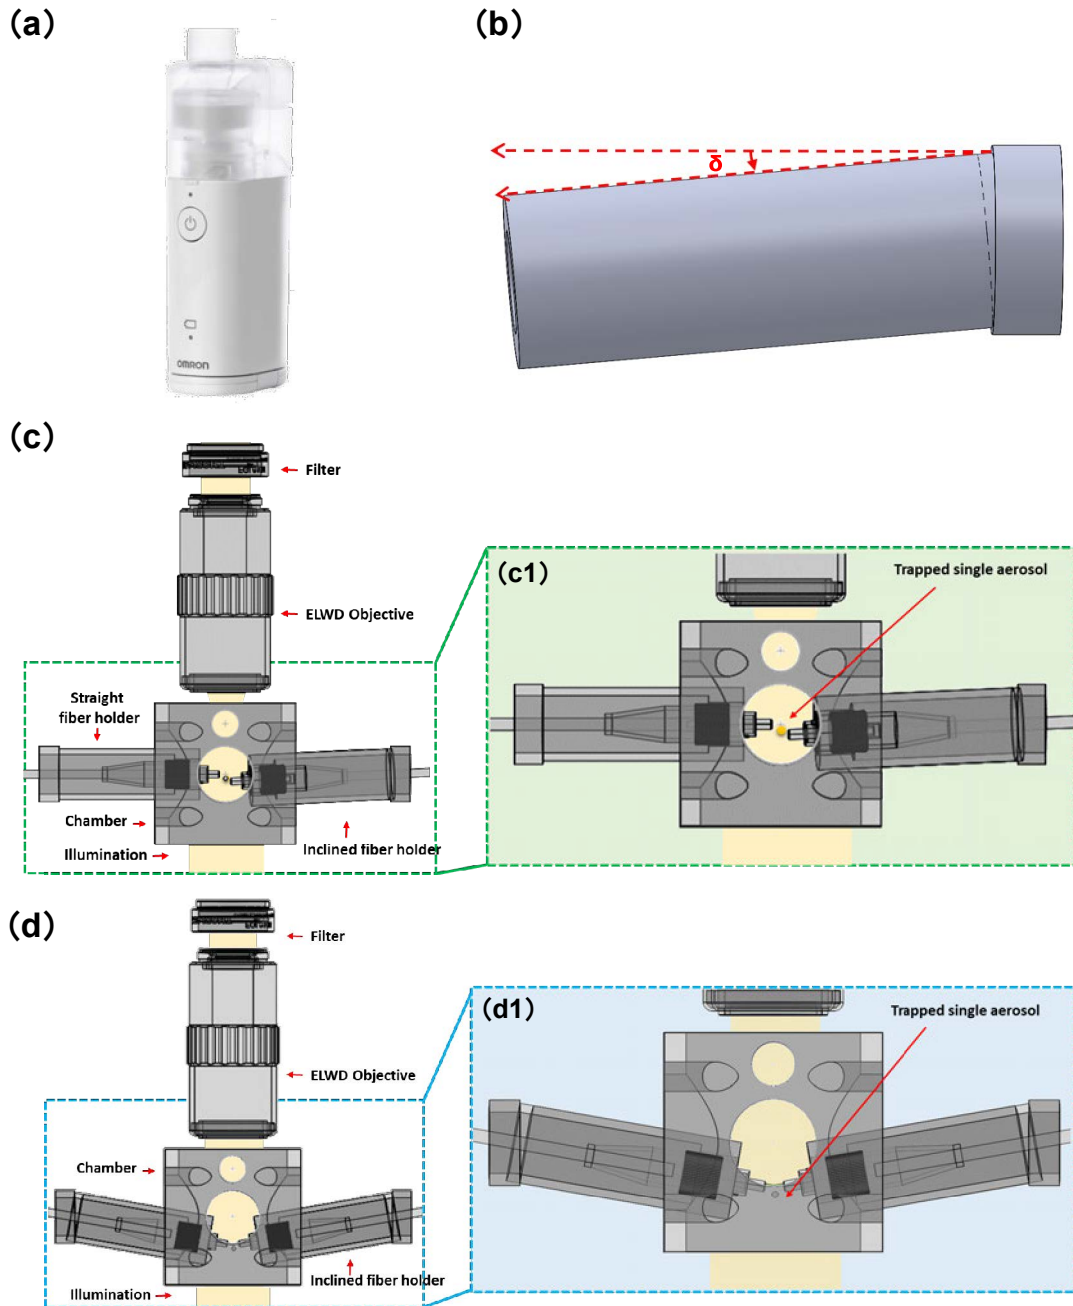 (a)
OMRON
(b)
δ
(c)
Filter
ELWD Objective
Straight
fiber holder
Chamber
Illumination
Inclined fiber holder
(c1)
Trapped single aerosol
(d)
Filter
ELWD Objective
Chamber
Inclined fiber holder
Illumination
(d1)
Trapped single aerosol